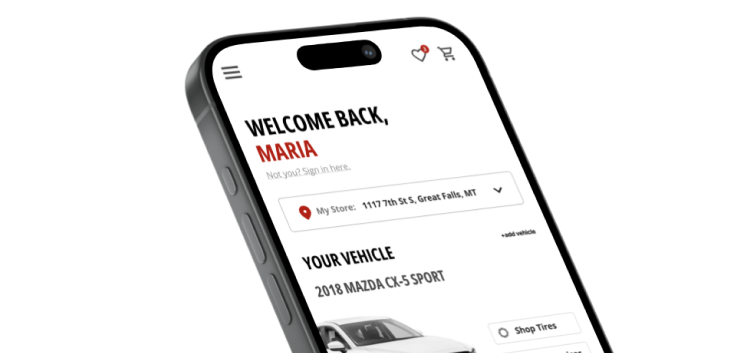 1
WELCOME BACK,
MARIA
Not you? Sign in here.
My Store: 1117 7th St S, Great Falls, MT
YOUR VEHICLE
+add vehicle
2018 MAZDA CX-5 SPORT
Shop Tires